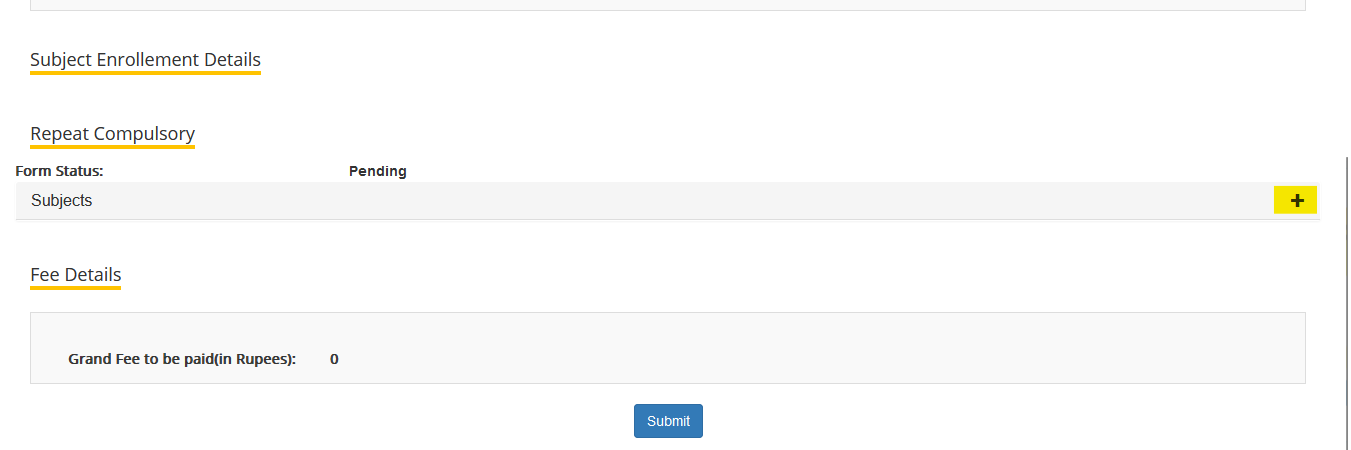 Subject Enrollement Details
Repeat Compulsory
Form Status: Pending
Subjects +
Fee Details
Grand Fee to be paid(in Rupees): 0
Submit